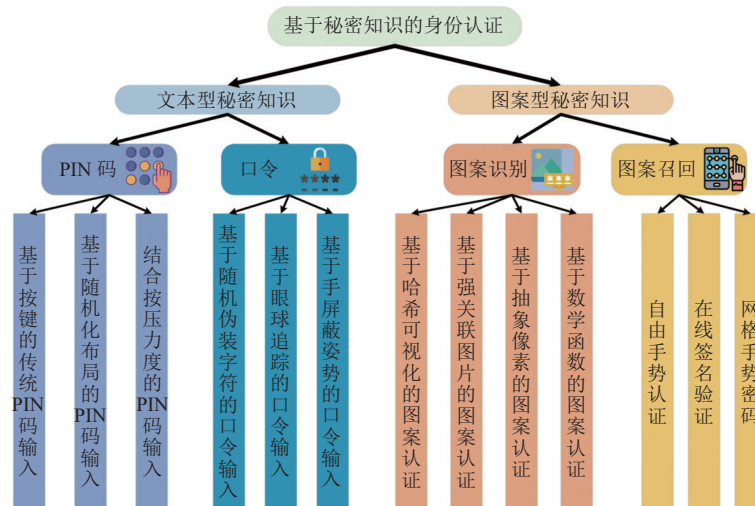 基于秘密知识的身份认证
文本型秘密知识
图案型秘密知识
PIN 码
口令
图案识别
图案召回
基于按键的传统PIN码输入
基于随机化布局的PIN码输入
结合按压力度的PIN码输入
基于随机伪装字符的口令输入
基于眼球追踪的口令输入
基于手屏蔽姿势的口令输入
基于哈希可视化的图案认证
基于强关联图片的图案认证
基于抽象像素的图案认证
基于数学函数的图案认证
自由手势认证
在线签名验证
网格手势密码